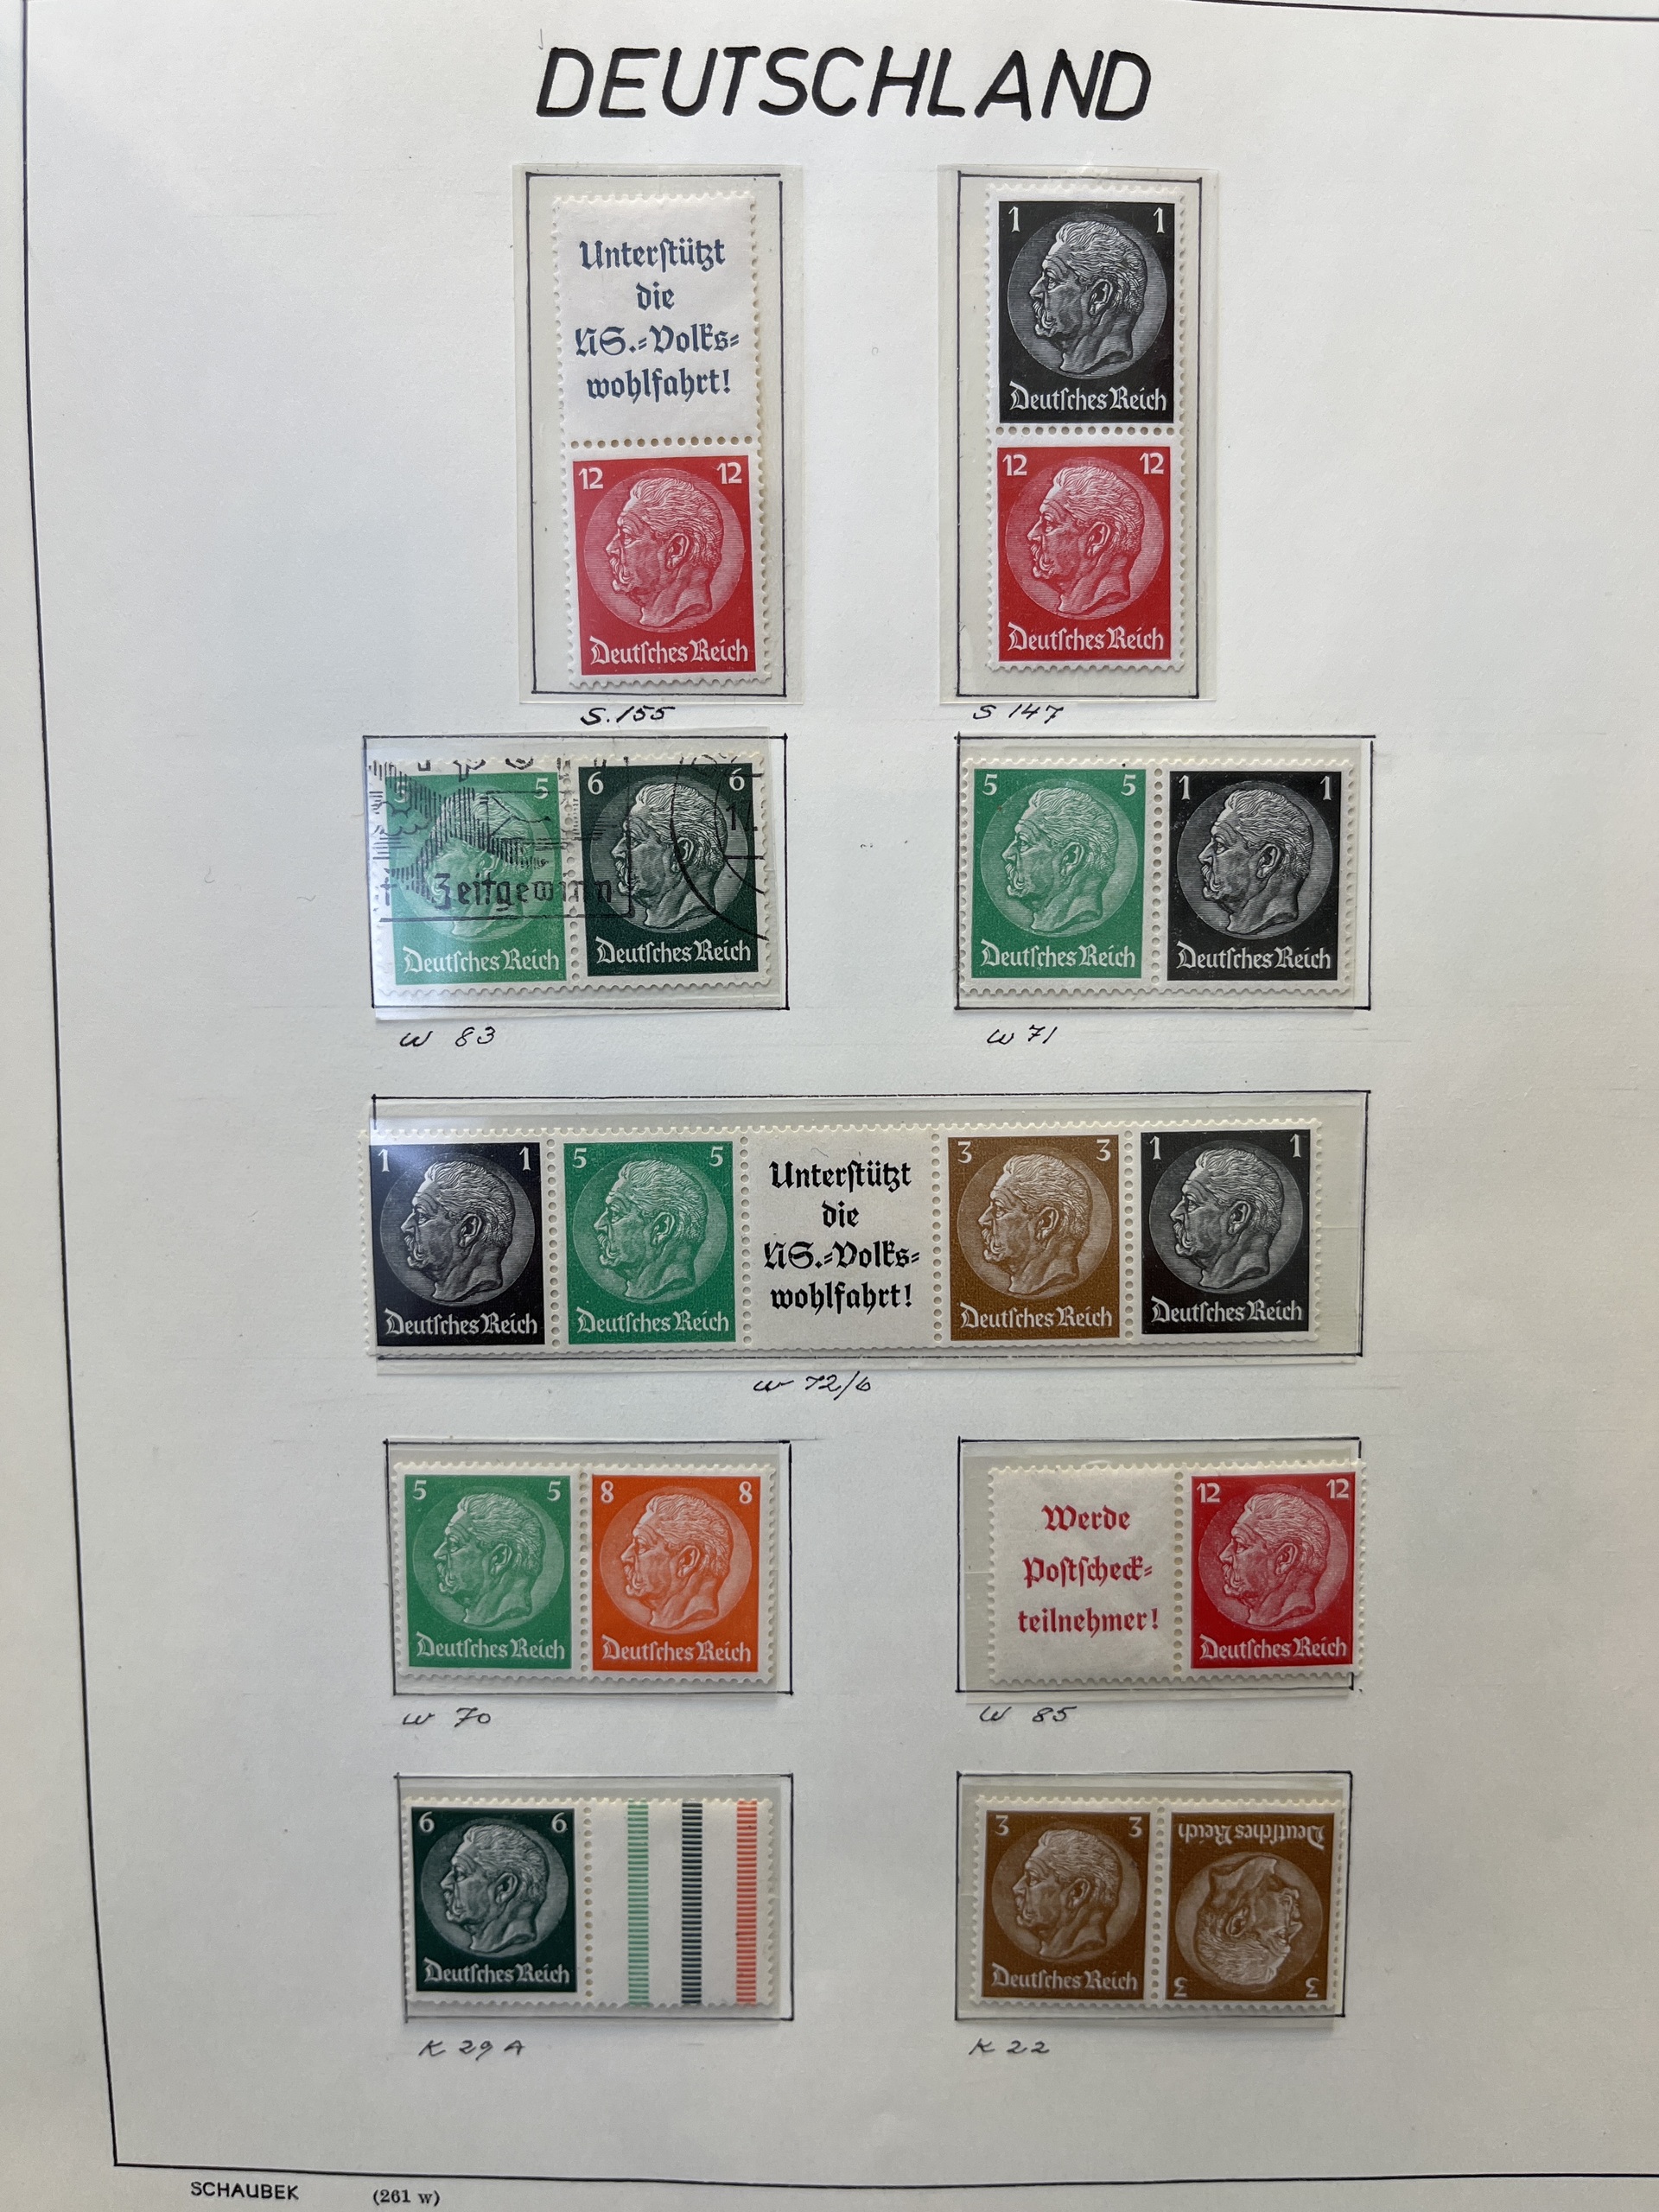 DEUTSCHLAND
Unterstützt
die
NS.-Volks-
wohlfahrt!
12 12
Deutsches Reich
S.155
1 1
Deutsches Reich
12 12
Deutsches Reich
S 147
5
6 6
Zeitgewinn
Deutsches Reich
Deutsches Reich
W 83
5 5
Deutsches Reich
1 1
Deutsches Reich
W 71
1 1
Deutsches Reich
5 5
Deutsches Reich
Unterstützt
die
NS.-Volks-
wohlfahrt!
3 3
Deutsches Reich
1 1
Deutsches Reich
W 72/6
5 5
Deutsches Reich
8 8
Deutsches Reich
W 70
Werde
Postscheck-
teilnehmer!
12 12
Deutsches Reich
W 85
6 6
Deutsches Reich
K 29 A
3 3
Deutsches Reich
Deutsches Reich
3 3
K 22
SCHAUBEK (261 w)